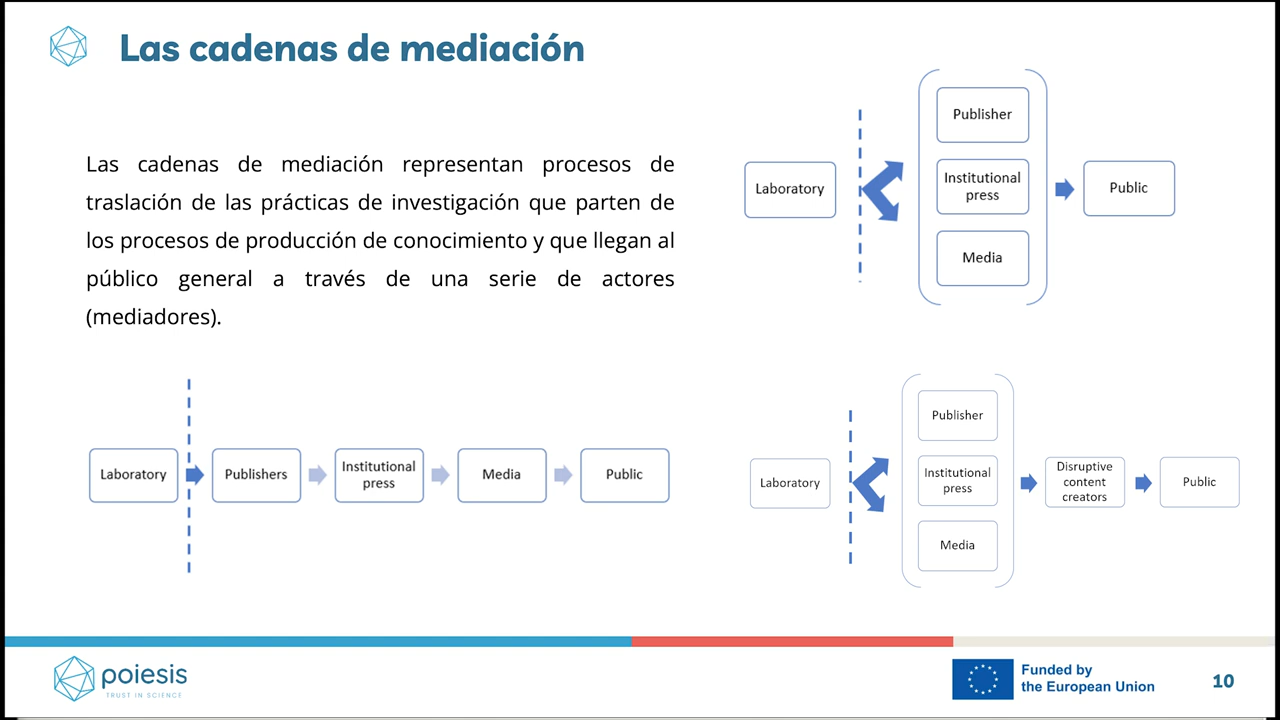 Las cadenas de mediación
Las cadenas de mediación representan procesos de
traslación de las prácticas de investigación que parten de
los procesos de producción de conocimiento y que llegan al
público general a través de una serie de actores
(mediadores).
Laboratory
Publisher
Institutional
press
Media
Public
Laboratory
Publishers
Institutional
press
Media
Public
Laboratory
Publisher
Institutional
press
Media
Disruptive
content
creators
Public
poiesis
TRUST IN SCIENCE
Funded by
the European Union
10